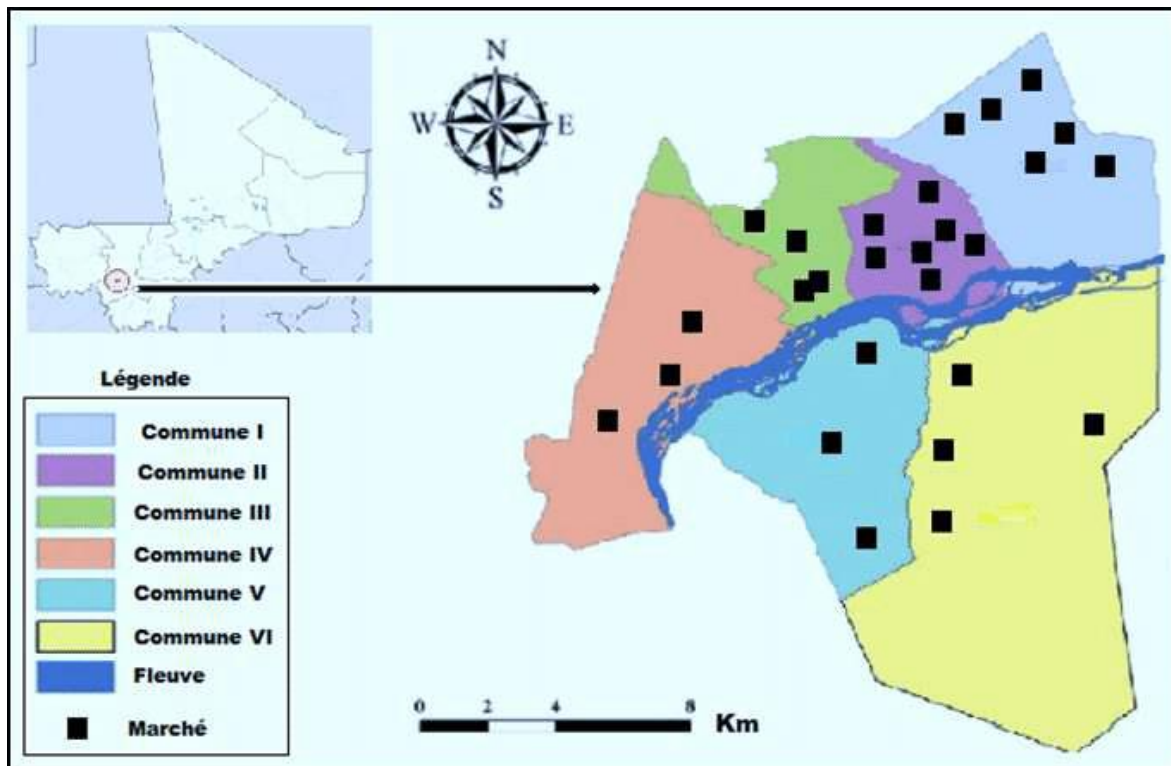 N
W E
S
Légende
Commune I
Commune II
Commune III
Commune IV
Commune V
Commune VI
Fleuve
Marché
0 2 4 8 Km